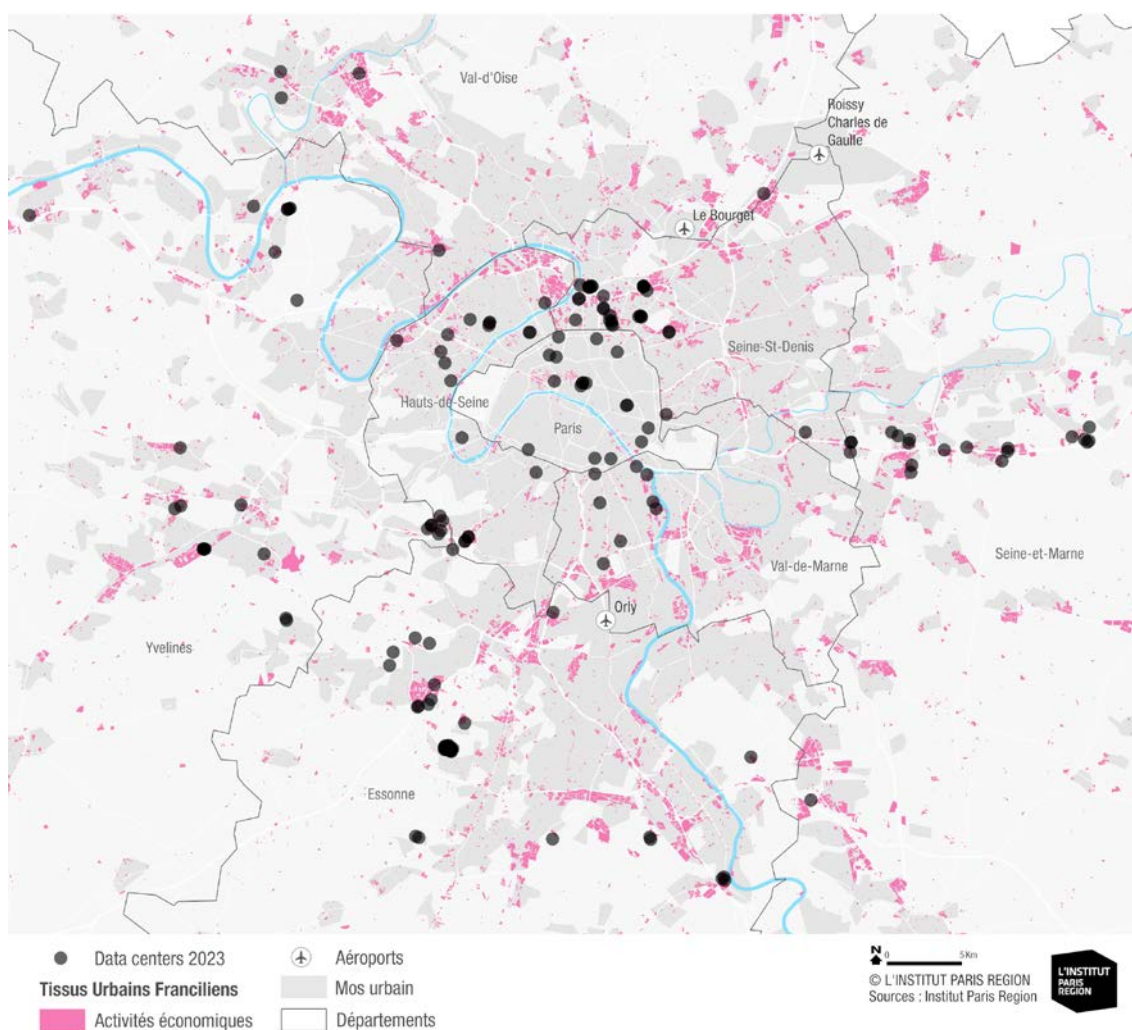 Val-d'Oise
Roissy
Charles de
Gaulle
Le Bourget
Seine-St-Denis
Hauts-de-Seine
Paris
Seine-et-Marne
Val-de-Marne
Orly
Yvelines
Essonne
Data centers 2023
Aéroports
Tissus Urbains Franciliens
Mos urbain
Activités économiques
Départements
N
0 5Km
© L'INSTITUT PARIS REGION
Sources : Institut Paris Region
L'INSTITUT
PARIS
REGION